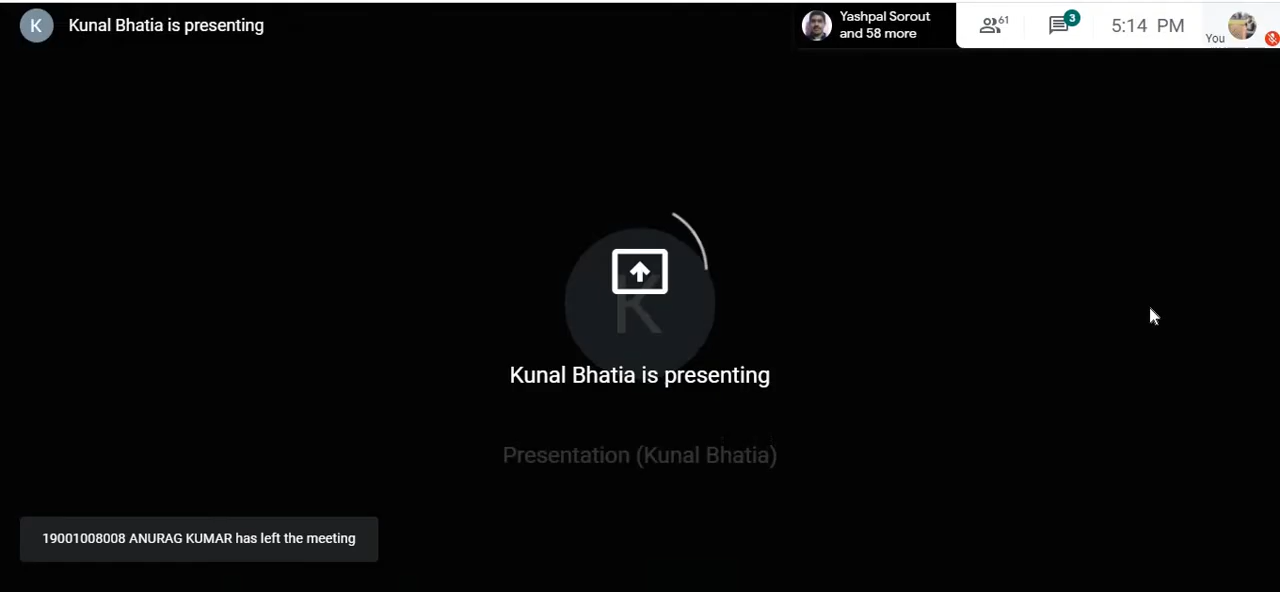 K
Kunal Bhatia is presenting
Yashpal Sorout
and 58 more
61
3
5:14 PM
You
K
Kunal Bhatia is presenting
Presentation (Kunal Bhatia)
19001008008 ANURAG KUMAR has left the meeting